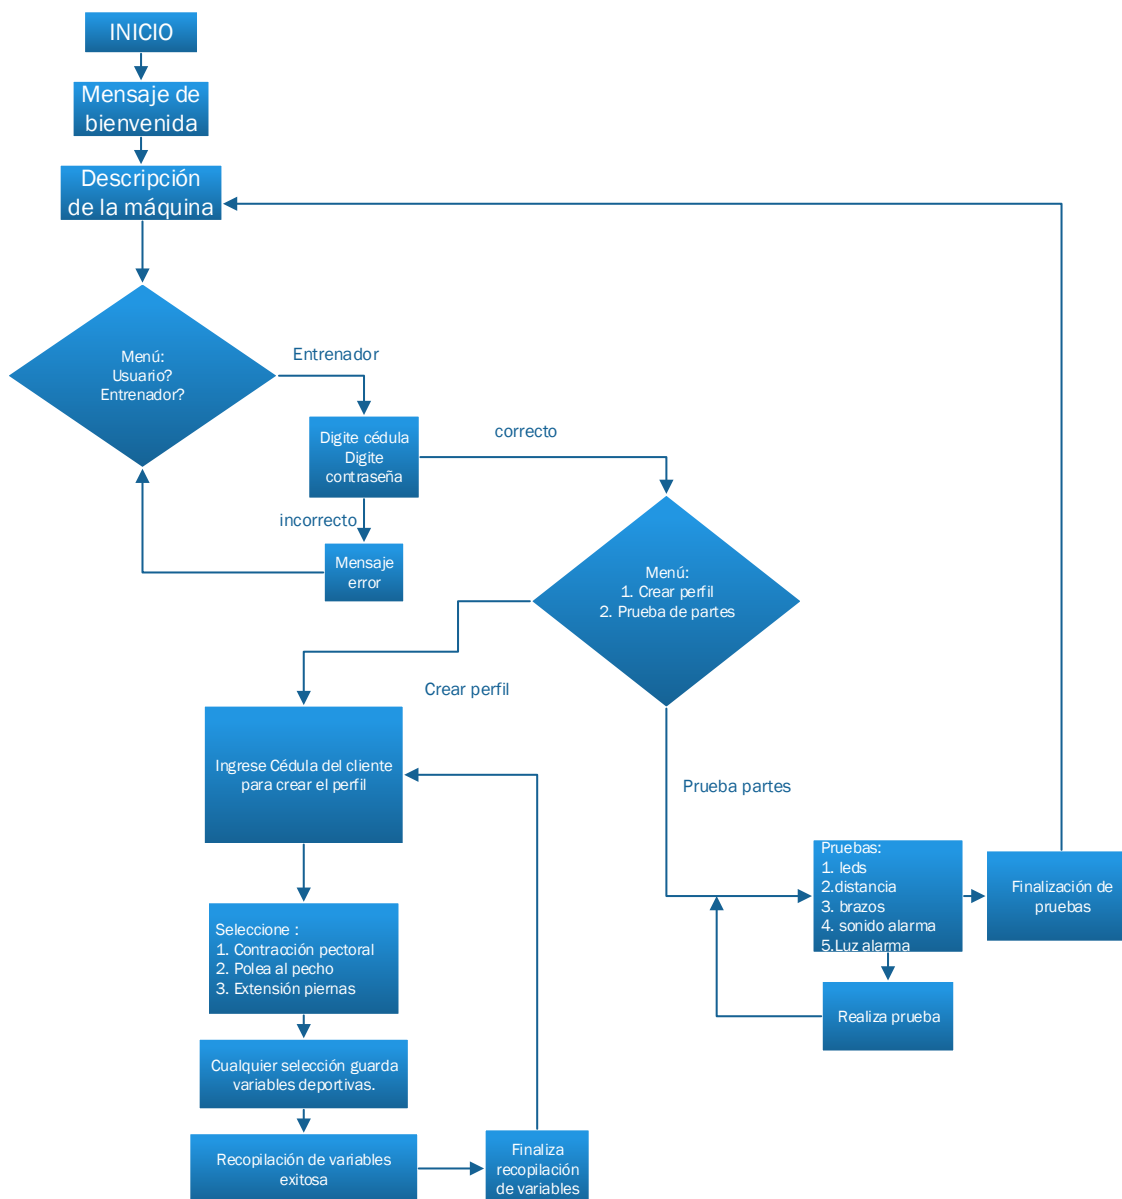 INICIO
Mensaje de
bienvenida
Descripción
de la máquina
Menú:
Usuario?
Entrenador?
Entrenador
Digite cédula
Digite
contraseña
correcto
incorrecto
Mensaje
error
Menú:
1. Crear perfil
2. Prueba de partes
Crear perfil
Ingrese Cédula del cliente
para crear el perfil
Prueba partes
Pruebas:
1. leds
2.distancia
3. brazos
4. sonido alarma
5.Luz alarma
Finalización de
pruebas
Realiza prueba
Seleccione :
1. Contracción pectoral
2. Polea al pecho
3. Extensión piernas
Cualquier selección guarda
variables deportivas.
Recopilación de variables
exitosa
Finaliza
recopilación
de variables